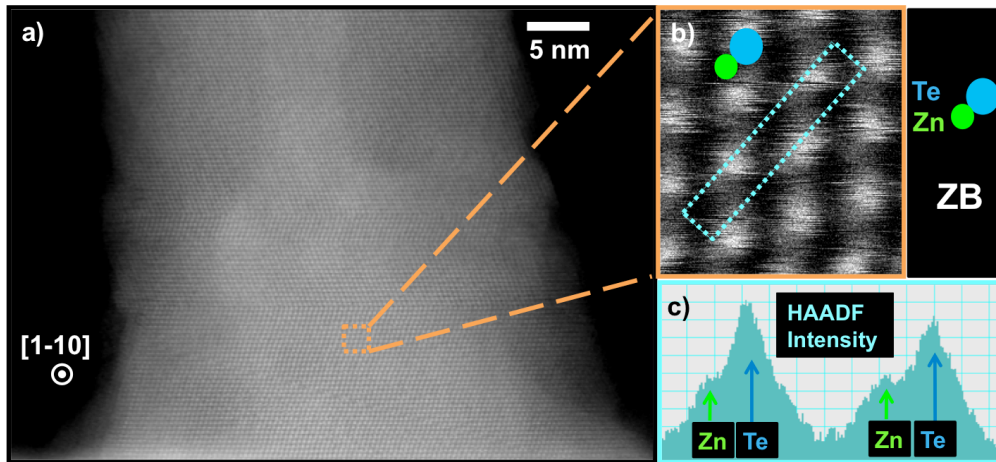 a)
5 nm
[1-10]
b)
Te
Zn
ZB
c)
HAADF
Intensity
Zn
Te
Zn
Te